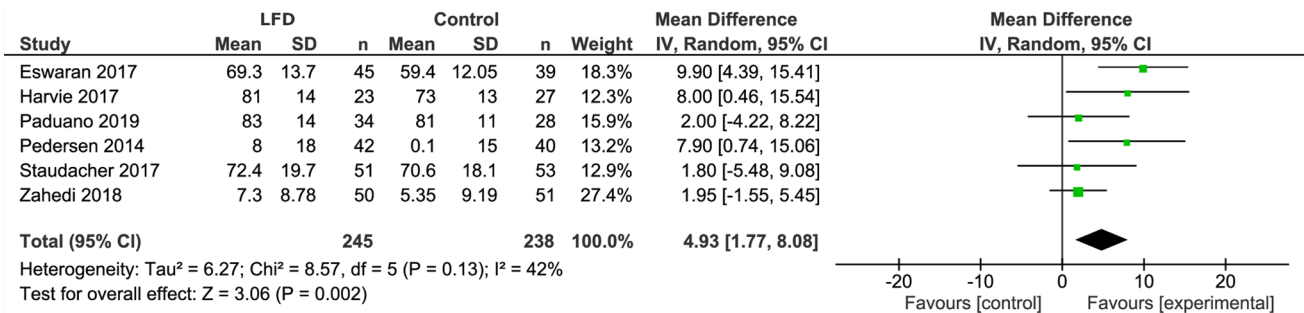 LFD Control Mean Difference Mean Difference
Study Mean SD n Mean SD n Weight IV, Random, 95% CI IV, Random, 95% CI
Eswaran 2017 69.3 13.7 45 59.4 12.05 39 18.3% 9.90 [4.39, 15.41]
Harvie 2017 81 14 23 73 13 27 12.3% 8.00 [0.46, 15.54]
Paduano 2019 83 14 34 81 11 28 15.9% 2.00 [-4.22, 8.22]
Pedersen 2014 8 18 42 0.1 15 40 13.2% 7.90 [0.74, 15.06]
Staudacher 2017 72.4 19.7 51 70.6 18.1 53 12.9% 1.80 [-5.48, 9.08]
Zahedi 2018 7.3 8.78 50 5.35 9.19 51 27.4% 1.95 [-1.55, 5.45]
Total (95% CI) 245 238 100.0% 4.93 [1.77, 8.08]
Heterogeneity: Tau² = 6.27; Chi² = 8.57, df = 5 (P = 0.13); I² = 42%
Test for overall effect: Z = 3.06 (P = 0.002)
-20 -10 0 10 20
Favours [control] Favours [experimental]